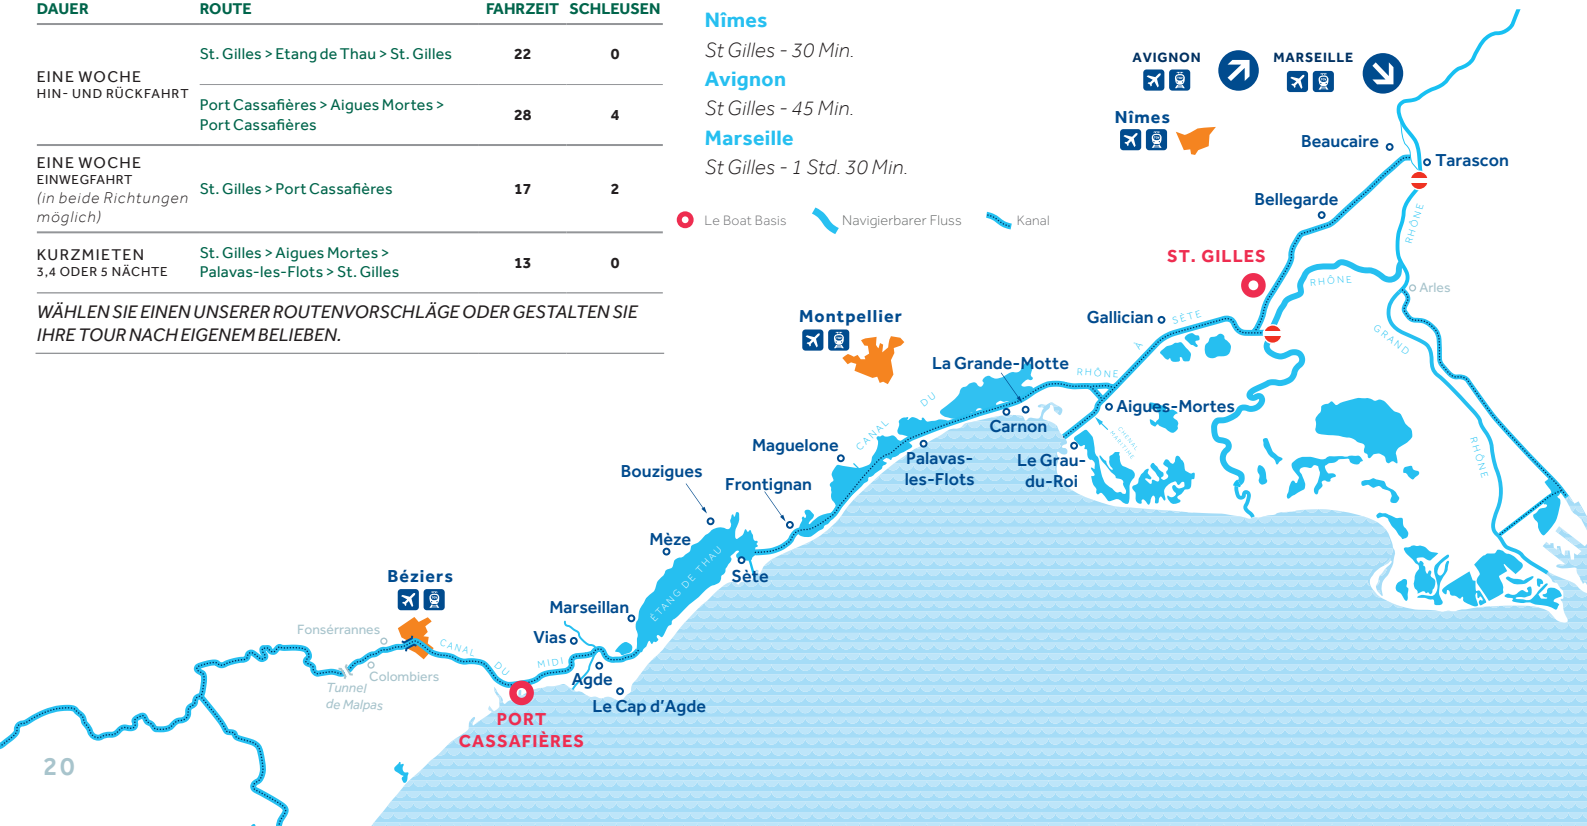 DAUER ROUTE FAHRZEIT SCHLEUSEN
EINE WOCHE
HIN- UND RÜCKFAHRT
St. Gilles > Etang de Thau > St. Gilles 22 0
Port Cassafières > Aigues Mortes >
Port Cassafières 28 4
EINE WOCHE
EINWEGFAHRT
(in beide Richtungen
möglich)
St. Gilles > Port Cassafières 17 2
KURZMIETEN
3,4 ODER 5 NÄCHTE
St. Gilles > Aigues Mortes >
Palavas-les-Flots > St. Gilles 13 0
WÄHLEN SIE EINEN UNSERER ROUTENVORSCHLÄGE ODER GESTALTEN SIE
IHRE TOUR NACH EIGENEM BELIEBEN.
Nîmes
St Gilles - 30 Min.
Avignon
St Gilles - 45 Min.
Marseille
St Gilles - 1 Std. 30 Min.
Le Boat Basis
Navigierbarer Fluss
Kanal
AVIGNON
MARSEILLE
Nîmes
Beaucaire
Tarascon
Bellegarde
RHÔNE
ST. GILLES
RHÔNE
Arles
Gallician
SÈTE
À
RHÔNE
DU
CANAL
GRAND
RHÔNE
Montpellier
La Grande-Motte
Aigues-Mortes
CHENAL
MARITIME
Carnon
Maguelone
Palavas-
les-Flots
Le Grau-
du-Roi
Bouzigues
Frontignan
Mèze
Sète
ÉTANG DE THAU
Béziers
Marseillan
Fonsérrannes
Vias
CANAL
DU
MIDI
Colombiers
Tunnel
de Malpas
Agde
Le Cap d'Agde
PORT
CASSAFIÈRES
20